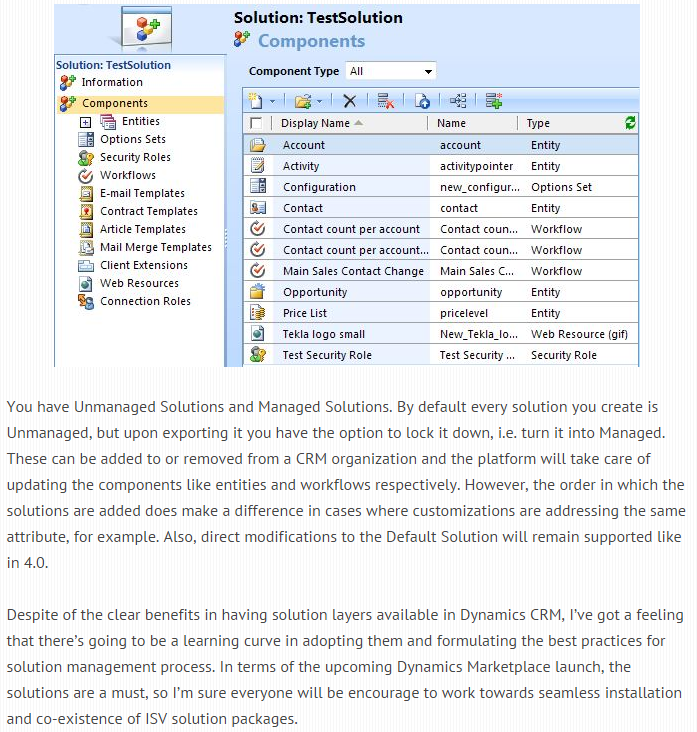 Solution: TestSolution
Components
Solution: TestSolution
Information
Components
Entities
Options Sets
Security Roles
Workflows
E-mail Templates
Contract Templates
Article Templates
Mail Merge Templates
Client Extensions
Web Resources
Connection Roles
Component Type All
Display Name Name Type
Account account Entity
Activity activitypointer Entity
Configuration new_configur... Options Set
Contact contact Entity
Contact count per account Contact coun... Workflow
Contact count per account... Contact coun... Workflow
Main Sales Contact Change Main Sales C... Workflow
Opportunity opportunity Entity
Price List pricelevel Entity
Tekla logo small New_Tekla_lo... Web Resource (gif)
Test Security Role Test Security ... Security Role
You have Unmanaged Solutions and Managed Solutions. By default every solution you create is
Unmanaged, but upon exporting it you have the option to lock it down, i.e. turn it into Managed.
These can be added to or removed from a CRM organization and the platform will take care of
updating the components like entities and workflows respectively. However, the order in which the
solutions are added does make a difference in cases where customizations are addressing the same
attribute, for example. Also, direct modifications to the Default Solution will remain supported like
in 4.0.
Despite of the clear benefits in having solution layers available in Dynamics CRM, I've got a feeling
that there's going to be a learning curve in adopting them and formulating the best practices for
solution management process. In terms of the upcoming Dynamics Marketplace launch, the
solutions are a must, so I'm sure everyone will be encourage to work towards seamless installation
and co-existence of ISV solution packages.